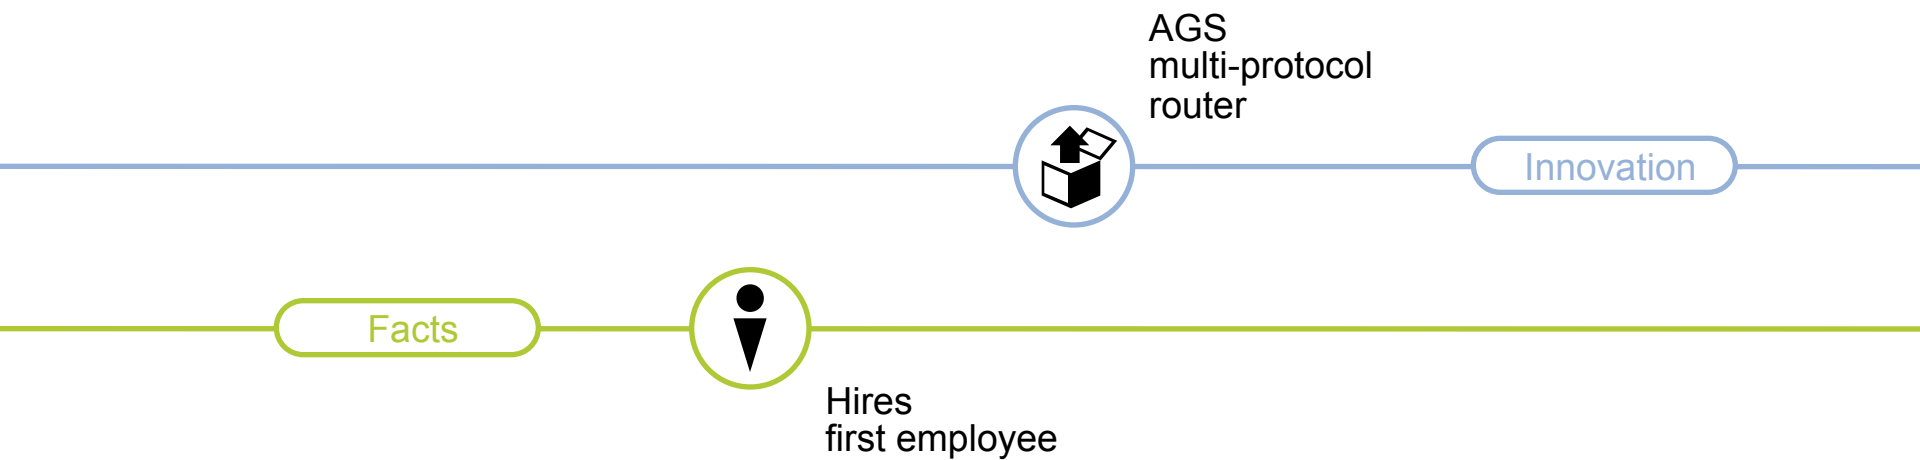 AGS
multi-protocol
router
Innovation
Facts
Hires
first employee